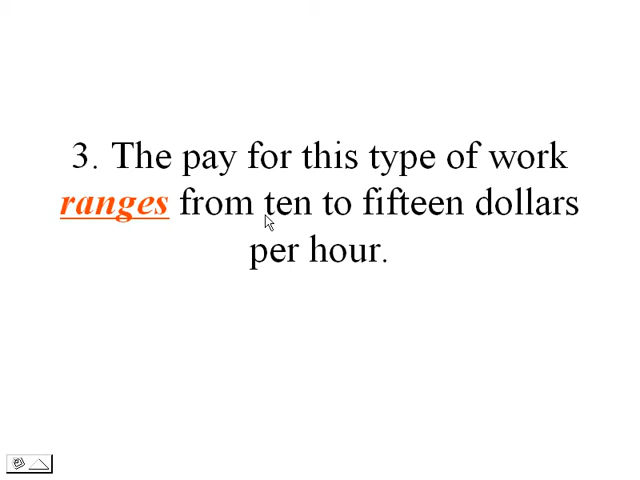 3. The pay for this type of work
ranges from ten to fifteen dollars
per hour.